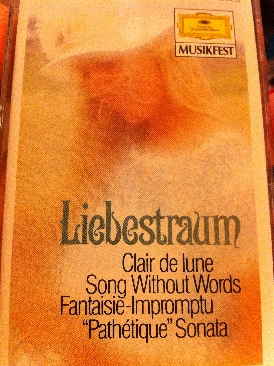 MUSIKFEST
Liebestraum
Clair de lune
Song Without Words
Fantaisie-Impromptu
"Pathétique" Sonata